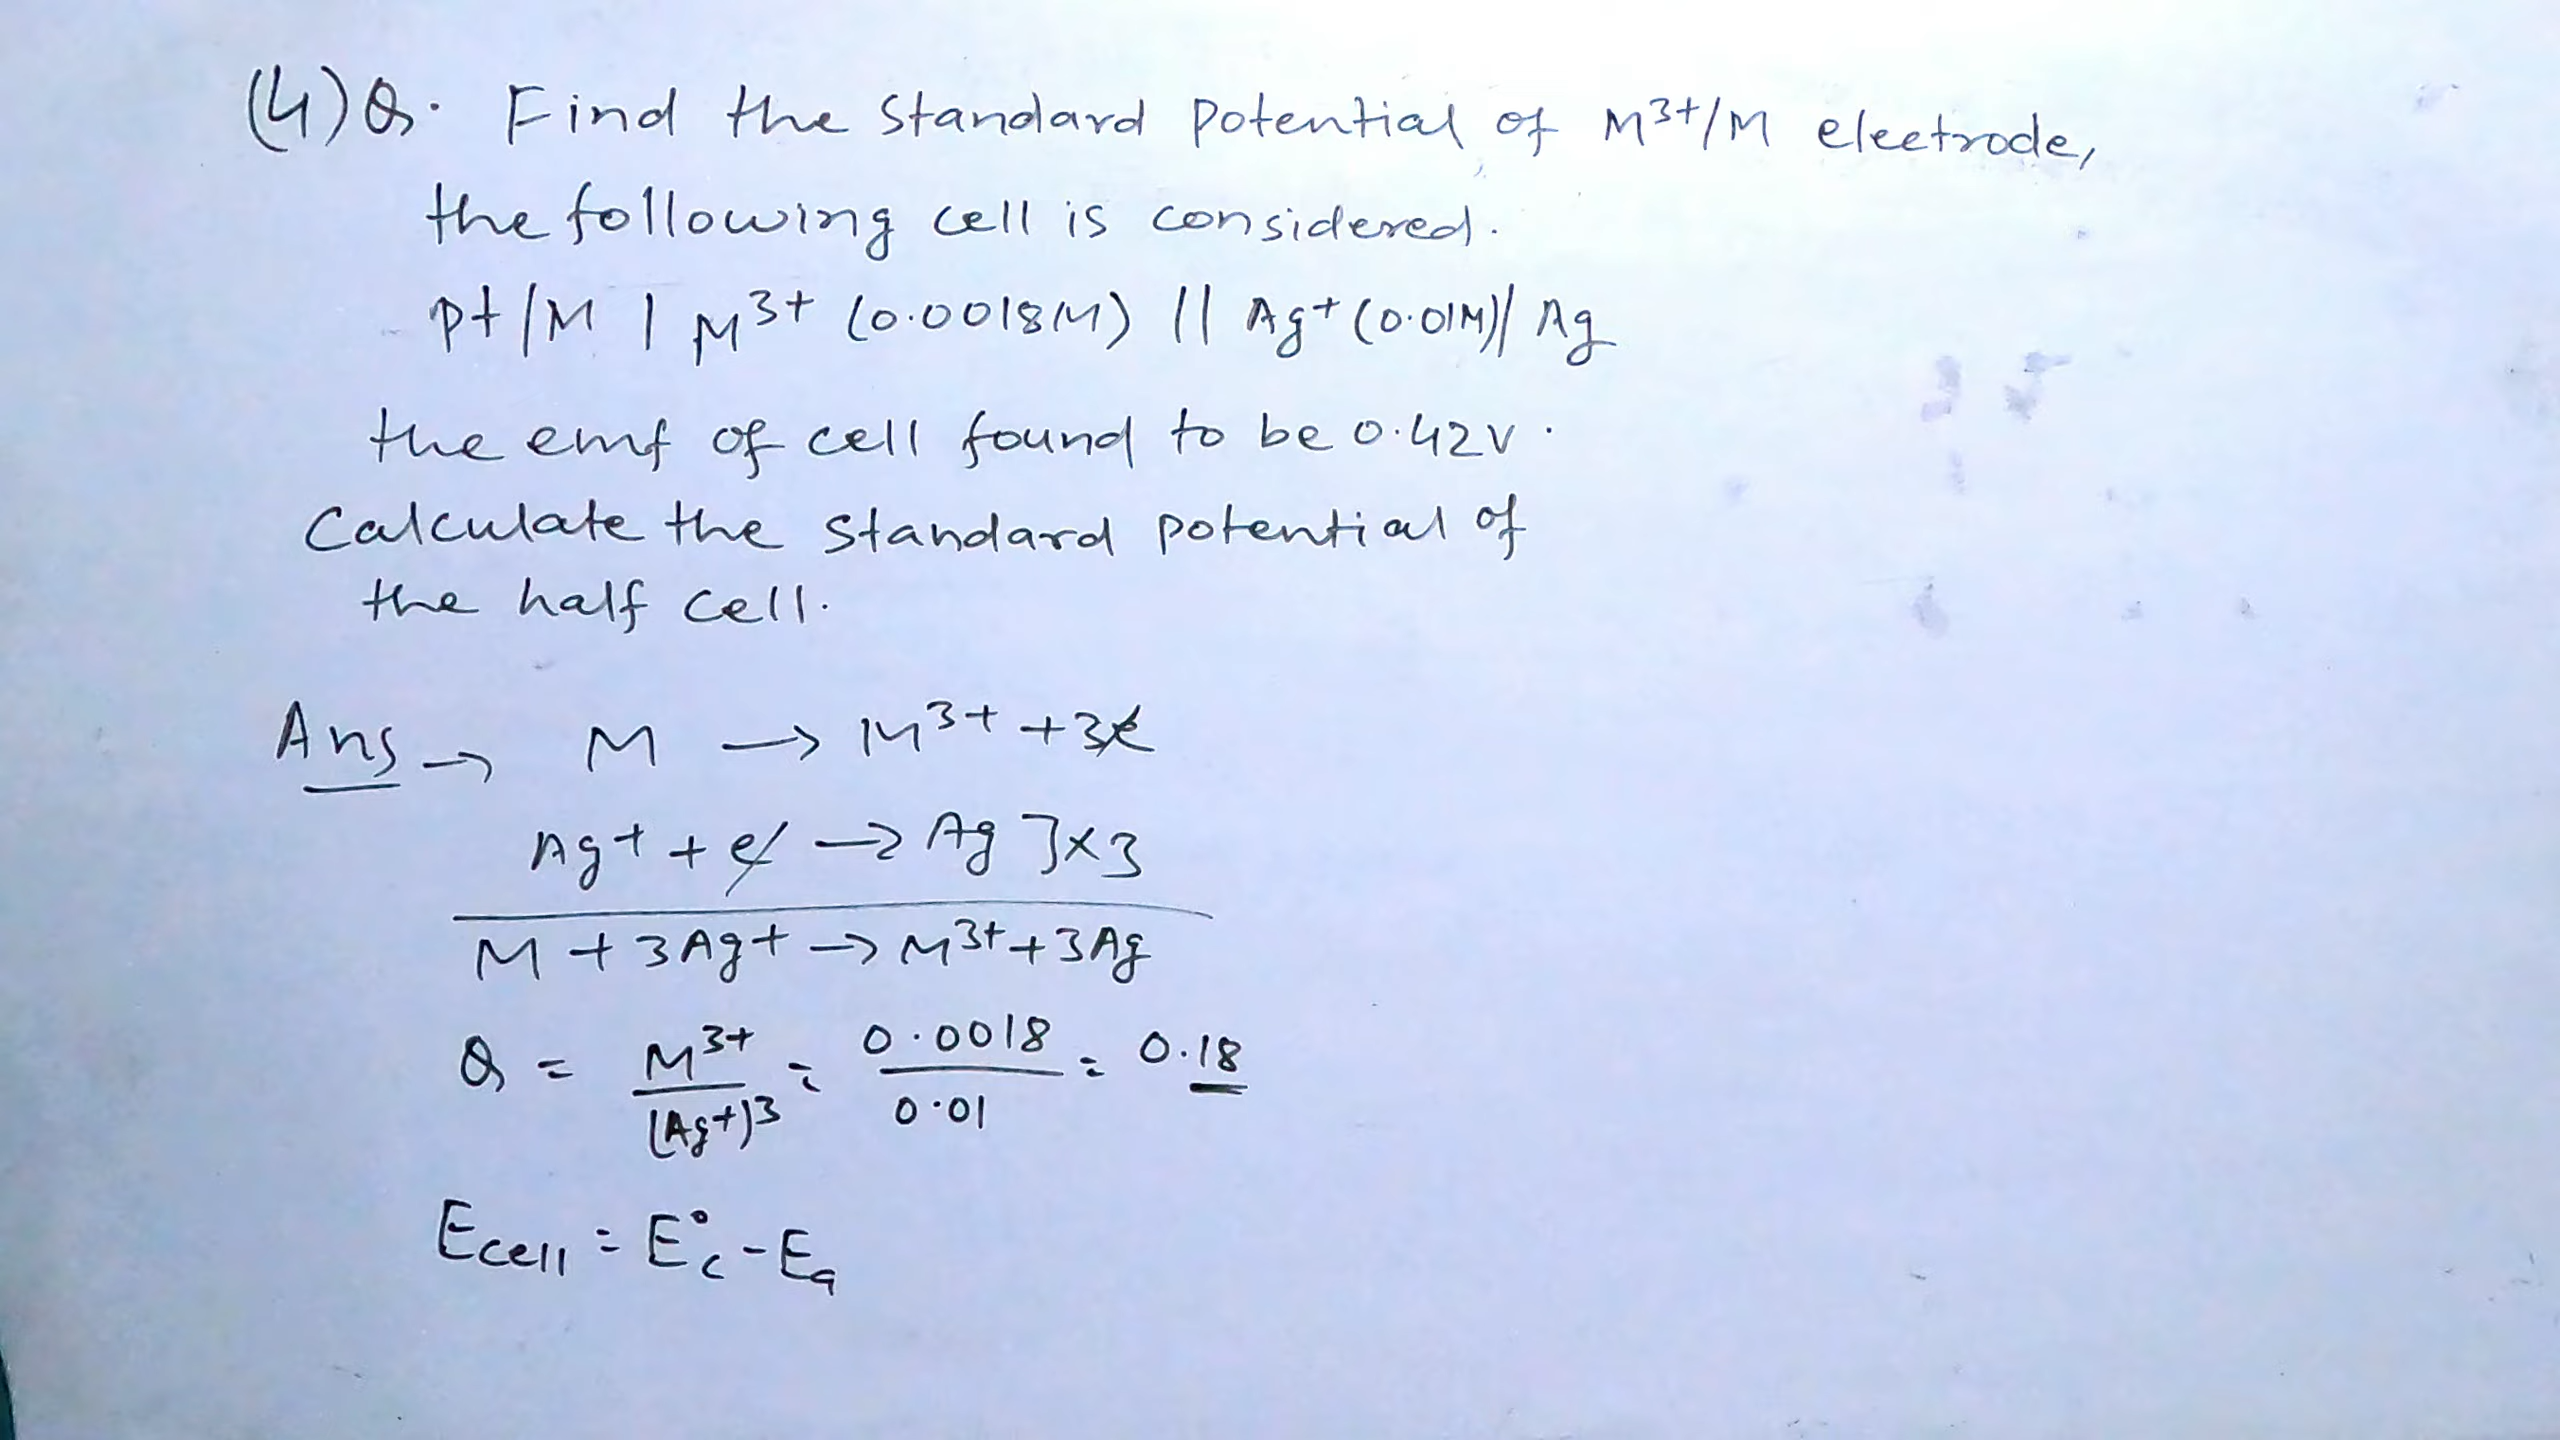 (4) Q. Find the Standard Potential of M3+/M electrode,
the following cell is considered.
pt/M | M3+ (0.0018M) || Ag+ (0.01M)| Ag
the emf of cell found to be 0.42V.
Calculate the Standard potential of
the half cell.
Ans → M → M3+ + 3e
Ag+ + e → Ag ]×3
M + 3Ag+ → M3+ + 3Ag
Q = M3+/(Ag+)3 = 0.0018/0.01 = 0.18
Ecell = E°c - Ea